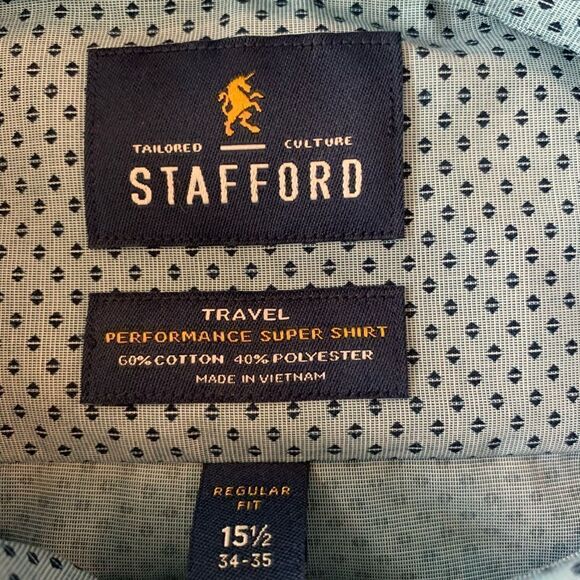 TAILORED CULTURE
STAFFORD
TRAVEL
PERFORMANCE SUPER SHIRT
60% COTTON 40% POLYESTER
MADE IN VIETNAM
REGULAR
FIT
15½
34-35